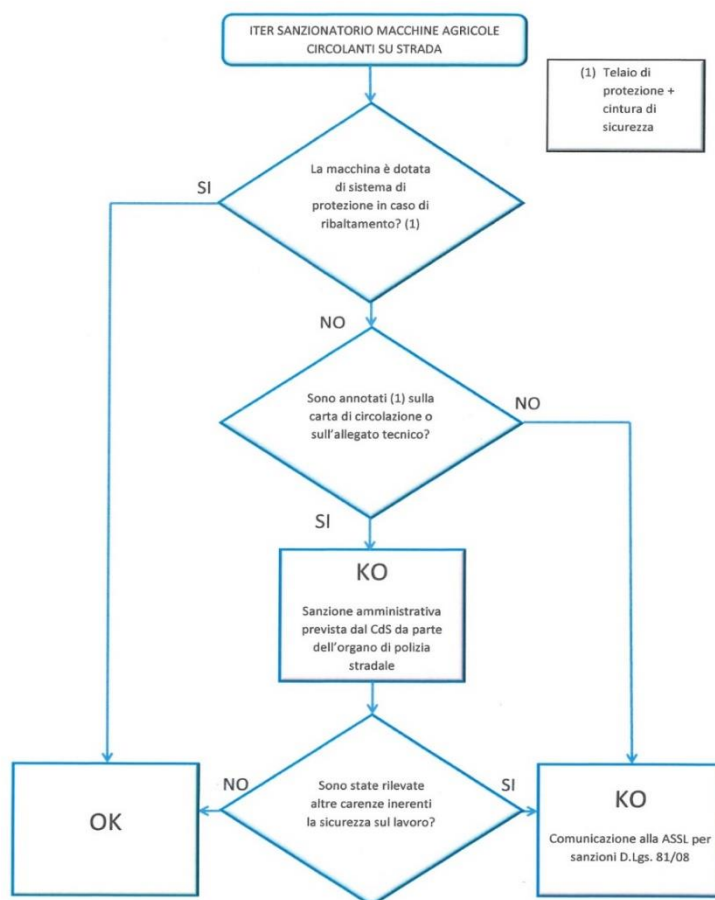 ITER SANZIONATORIO MACCHINE AGRICOLE
CIRCOLANTI SU STRADA
(1) Telaio di
protezione +
cintura di
sicurezza
La macchina è dotata
di sistema di
protezione in caso di
ribaltamento? (1)
SI
NO
Sono annotati (1) sulla
carta di circolazione o
sull'allegato tecnico?
NO
SI
KO
Sanzione amministrativa
prevista dal CdS da parte
dell'organo di polizia
stradale
Sono state rilevate
altre carenze inerenti
la sicurezza sul lavoro?
NO
SI
OK
KO
Comunicazione alla ASSL per
sanzioni D.Lgs. 81/08